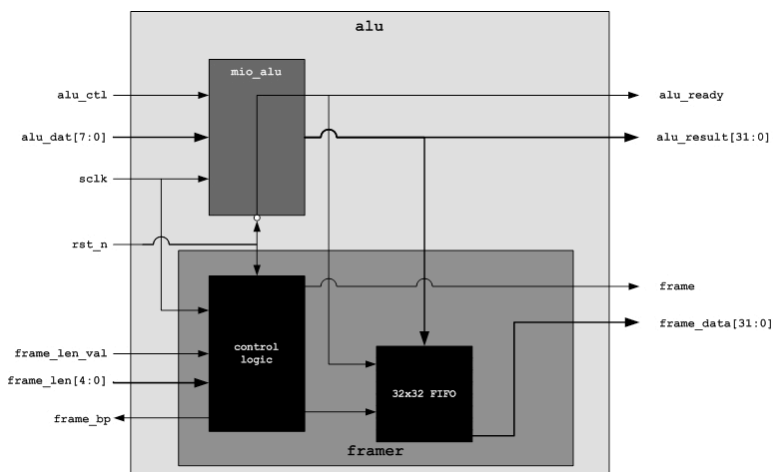 alu
mio_alu
alu_ctl
alu_ready
alu_dat[7:0]
alu_result[31:0]
sclk
rst_n
frame
frame_data[31:0]
control
logic
frame_len_val
frame_len[4:0]
32x32 FIFO
frame_bp
framer